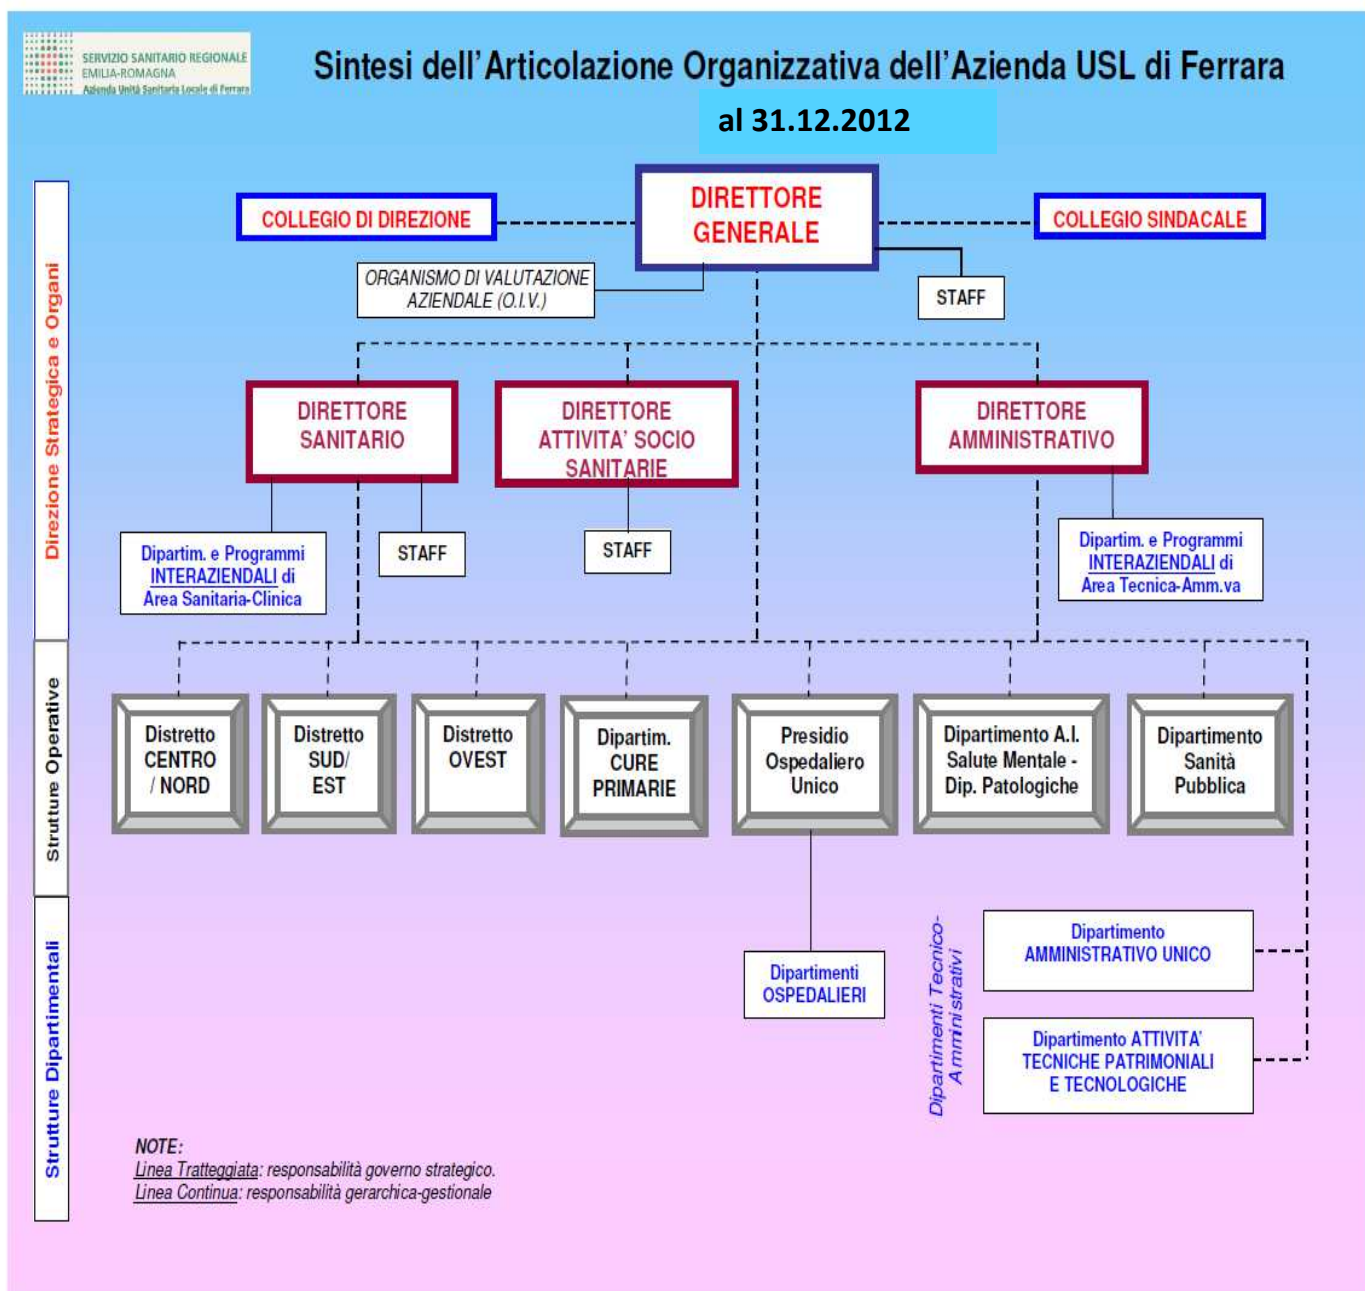 SERVIZIO SANITARIO REGIONALE
EMILIA-ROMAGNA
Azienda Unità Sanitaria Locale di Ferrara
Sintesi dell'Articolazione Organizzativa dell'Azienda USL di Ferrara
al 31.12.2012
Direzione Strategica e Organi
COLLEGIO DI DIREZIONE
DIRETTORE
GENERALE
COLLEGIO SINDACALE
ORGANISMO DI VALUTAZIONE
AZIENDALE (O.I.V.)
STAFF
DIRETTORE
SANITARIO
DIRETTORE
ATTIVITA' SOCIO
SANITARIE
DIRETTORE
AMMINISTRATIVO
Dipartim. e Programmi
INTERAZIENDALI di
Area Sanitaria-Clinica
STAFF
STAFF
Dipartim. e Programmi
INTERAZIENDALI di
Area Tecnica-Amm.va
Strutture Operative
Distretto
CENTRO
/ NORD
Distretto
SUD/
EST
Distretto
OVEST
Dipartim.
CURE
PRIMARIE
Presidio
Ospedaliero
Unico
Dipartimento A.I.
Salute Mentale -
Dip. Patologiche
Dipartimento
Sanità
Pubblica
Strutture Dipartimentali
Dipartimenti
OSPEDALIERI
Dipartimenti Tecnico-
Amministrativi
Dipartimento
AMMINISTRATIVO UNICO
Dipartimento ATTIVITA'
TECNICHE PATRIMONIALI
E TECNOLOGICHE
NOTE:
Linea Tratteggiata: responsabilità governo strategico.
Linea Continua: responsabilità gerarchica-gestionale